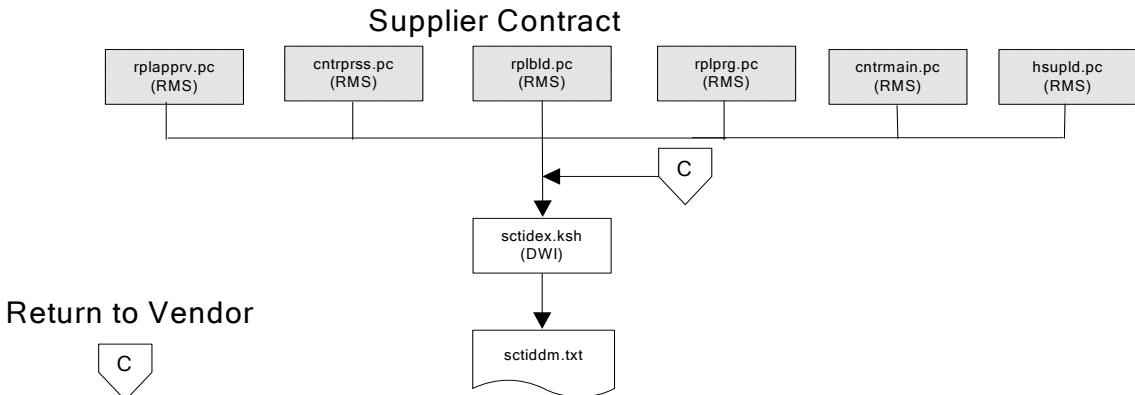 Supplier Contract
rplapprv.pc
(RMS)
cntrprss.pc
(RMS)
rplbld.pc
(RMS)
rplprg.pc
(RMS)
cntrmain.pc
(RMS)
hsupld.pc
(RMS)
C
sctidex.ksh
(DWI)
sctiddm.txt
Return to Vendor
C